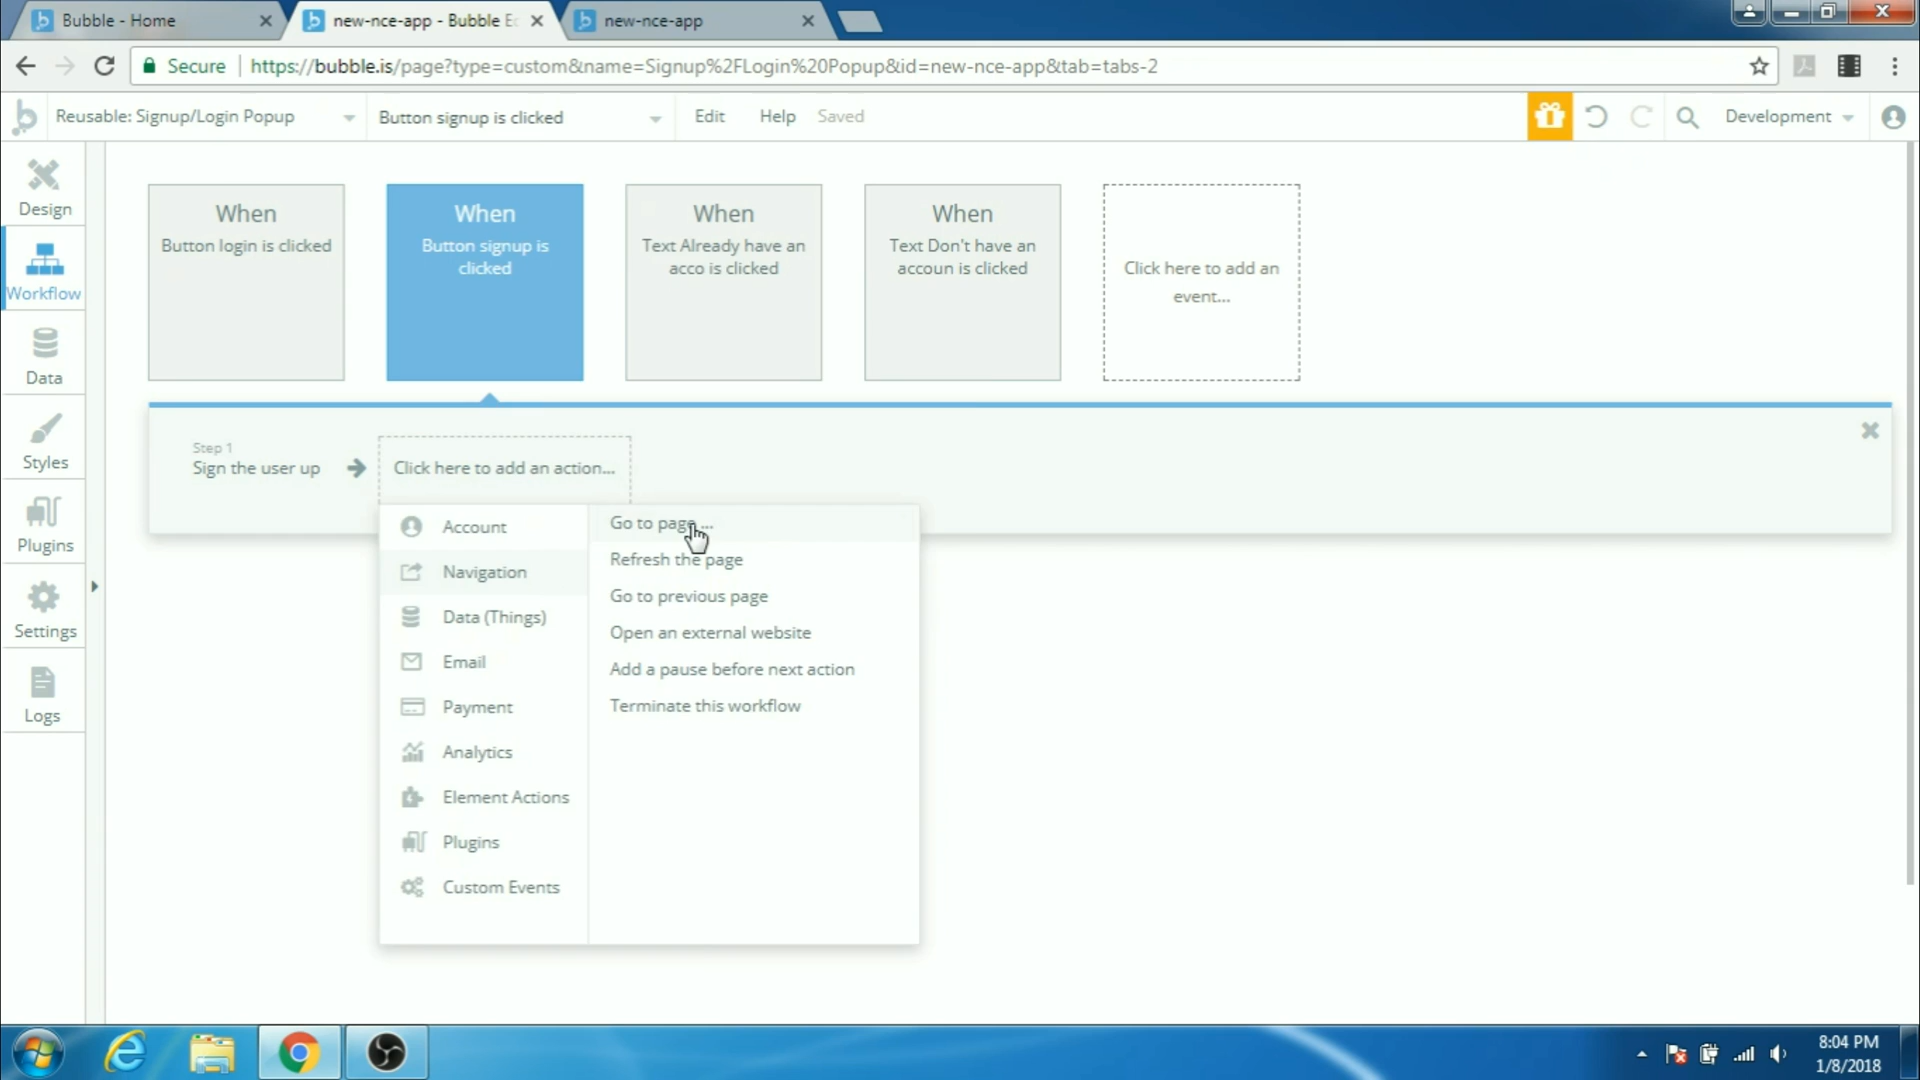 Bubble - Home
new-nce-app - Bubble E
new-nce-app
Secure
https://bubble.is/page?type=custom&name=Signup%2FLogin%20Popup&id=new-nce-app&tab=tabs-2
Reusable: Signup/Login Popup
Button signup is clicked
Edit
Help
Saved
Development
Design
Workflow
Data
Styles
Plugins
Settings
Logs
When
Button login is clicked
When
Button signup is
clicked
When
Text Already have an
acco is clicked
When
Text Don't have an
accoun is clicked
Click here to add an
event...
Step 1
Sign the user up
Click here to add an action...
Account
Navigation
Data (Things)
Email
Payment
Analytics
Element Actions
Plugins
Custom Events
Go to page ...
Refresh the page
Go to previous page
Open an external website
Add a pause before next action
Terminate this workflow
8:04 PM
1/8/2018